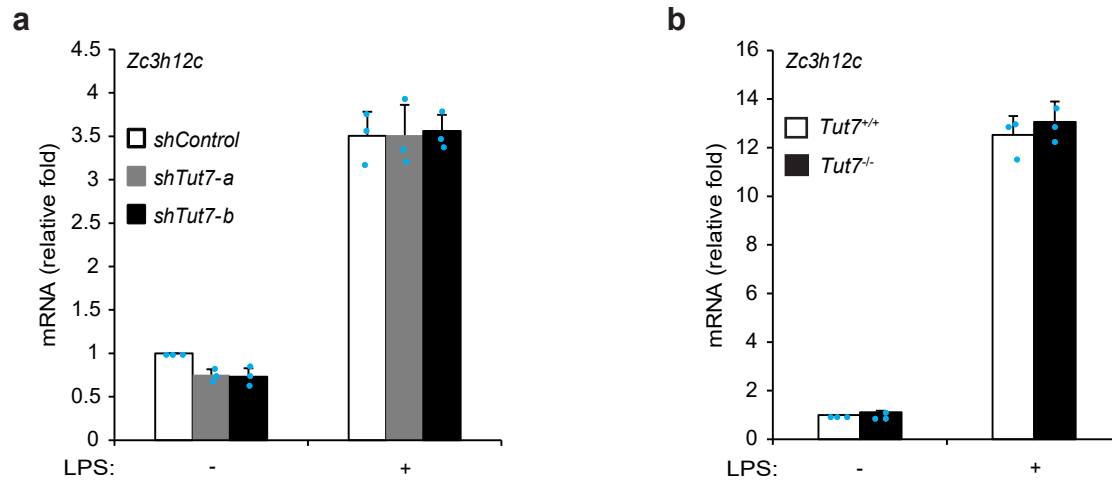 a
Zc3h12c
mRNA (relative fold)
4.5
4
3.5
3
2.5
2
1.5
1
0.5
0
shControl
shTut7-a
shTut7-b
LPS: - +
b
Zc3h12c
mRNA (relative fold)
16
14
12
10
8
6
4
2
0
Tut7+/+
Tut7-/-
LPS: - +